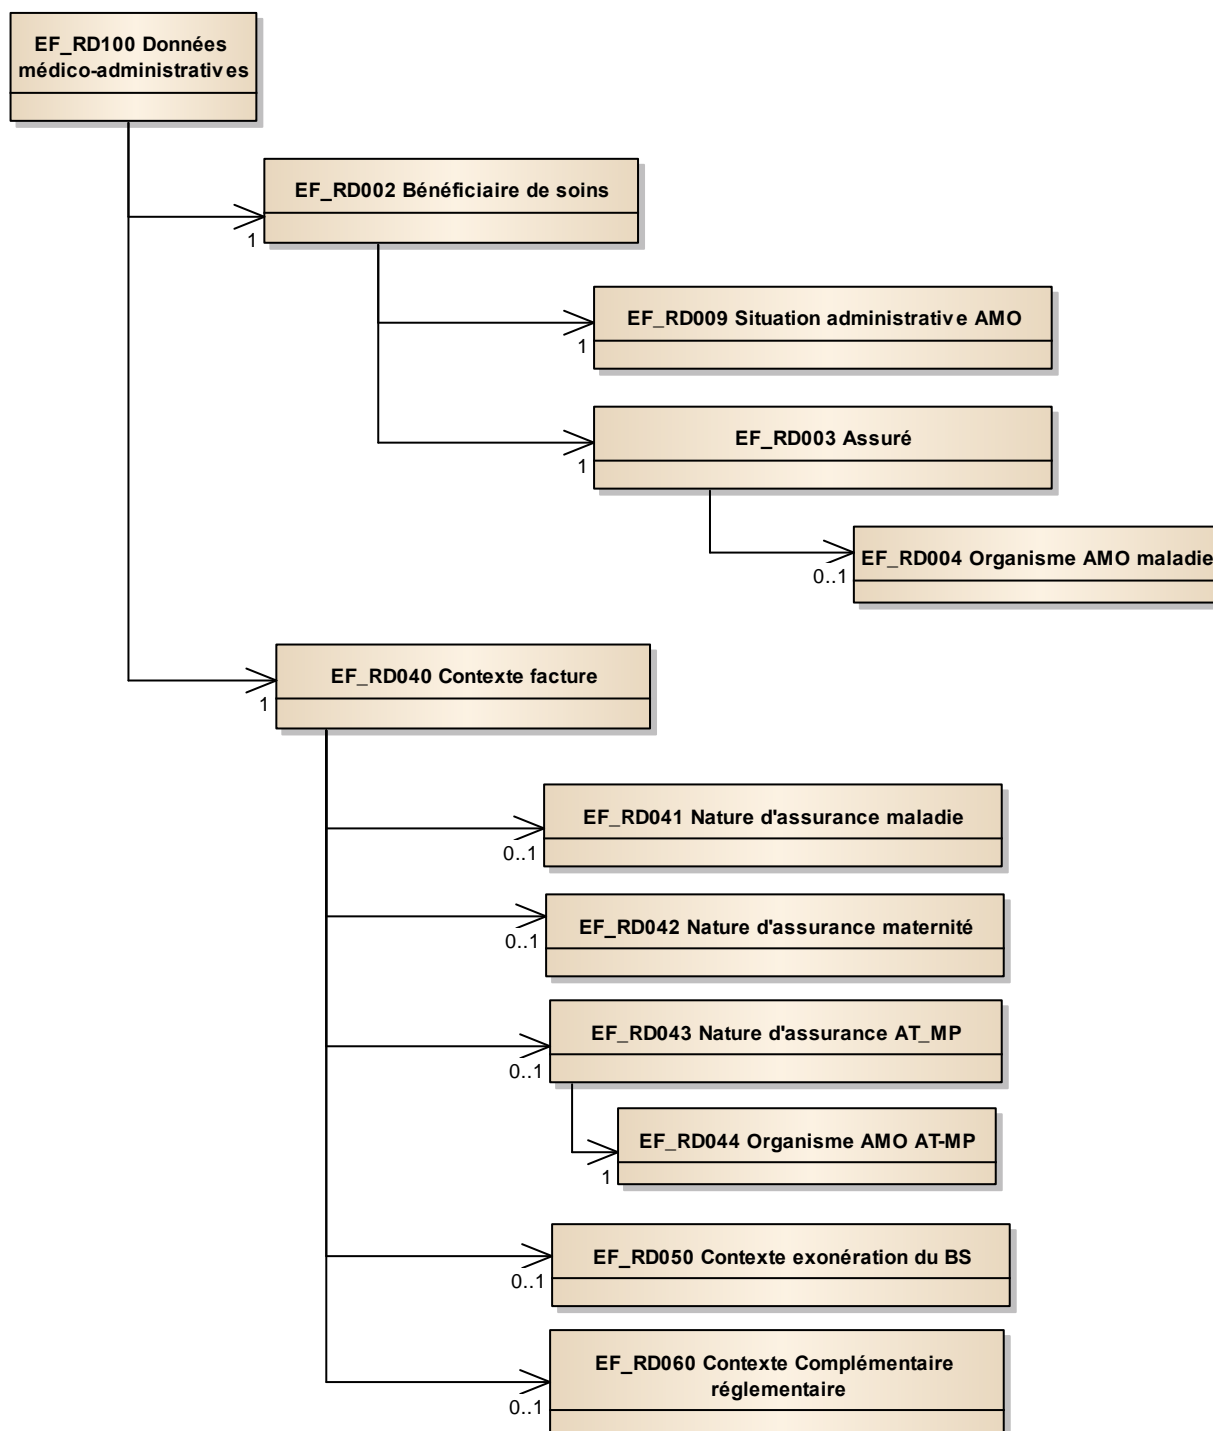 EF_RD100 Données
médico-administratives
EF_RD002 Bénéficiaire de soins
1
EF_RD009 Situation administrative AMO
1
EF_RD003 Assuré
1
EF_RD004 Organisme AMO maladie
0..1
EF_RD040 Contexte facture
1
EF_RD041 Nature d'assurance maladie
0..1
EF_RD042 Nature d'assurance maternité
0..1
EF_RD043 Nature d'assurance AT_MP
0..1
EF_RD044 Organisme AMO AT-MP
1
EF_RD050 Contexte exonération du BS
0..1
EF_RD060 Contexte Complémentaire
réglementaire
0..1